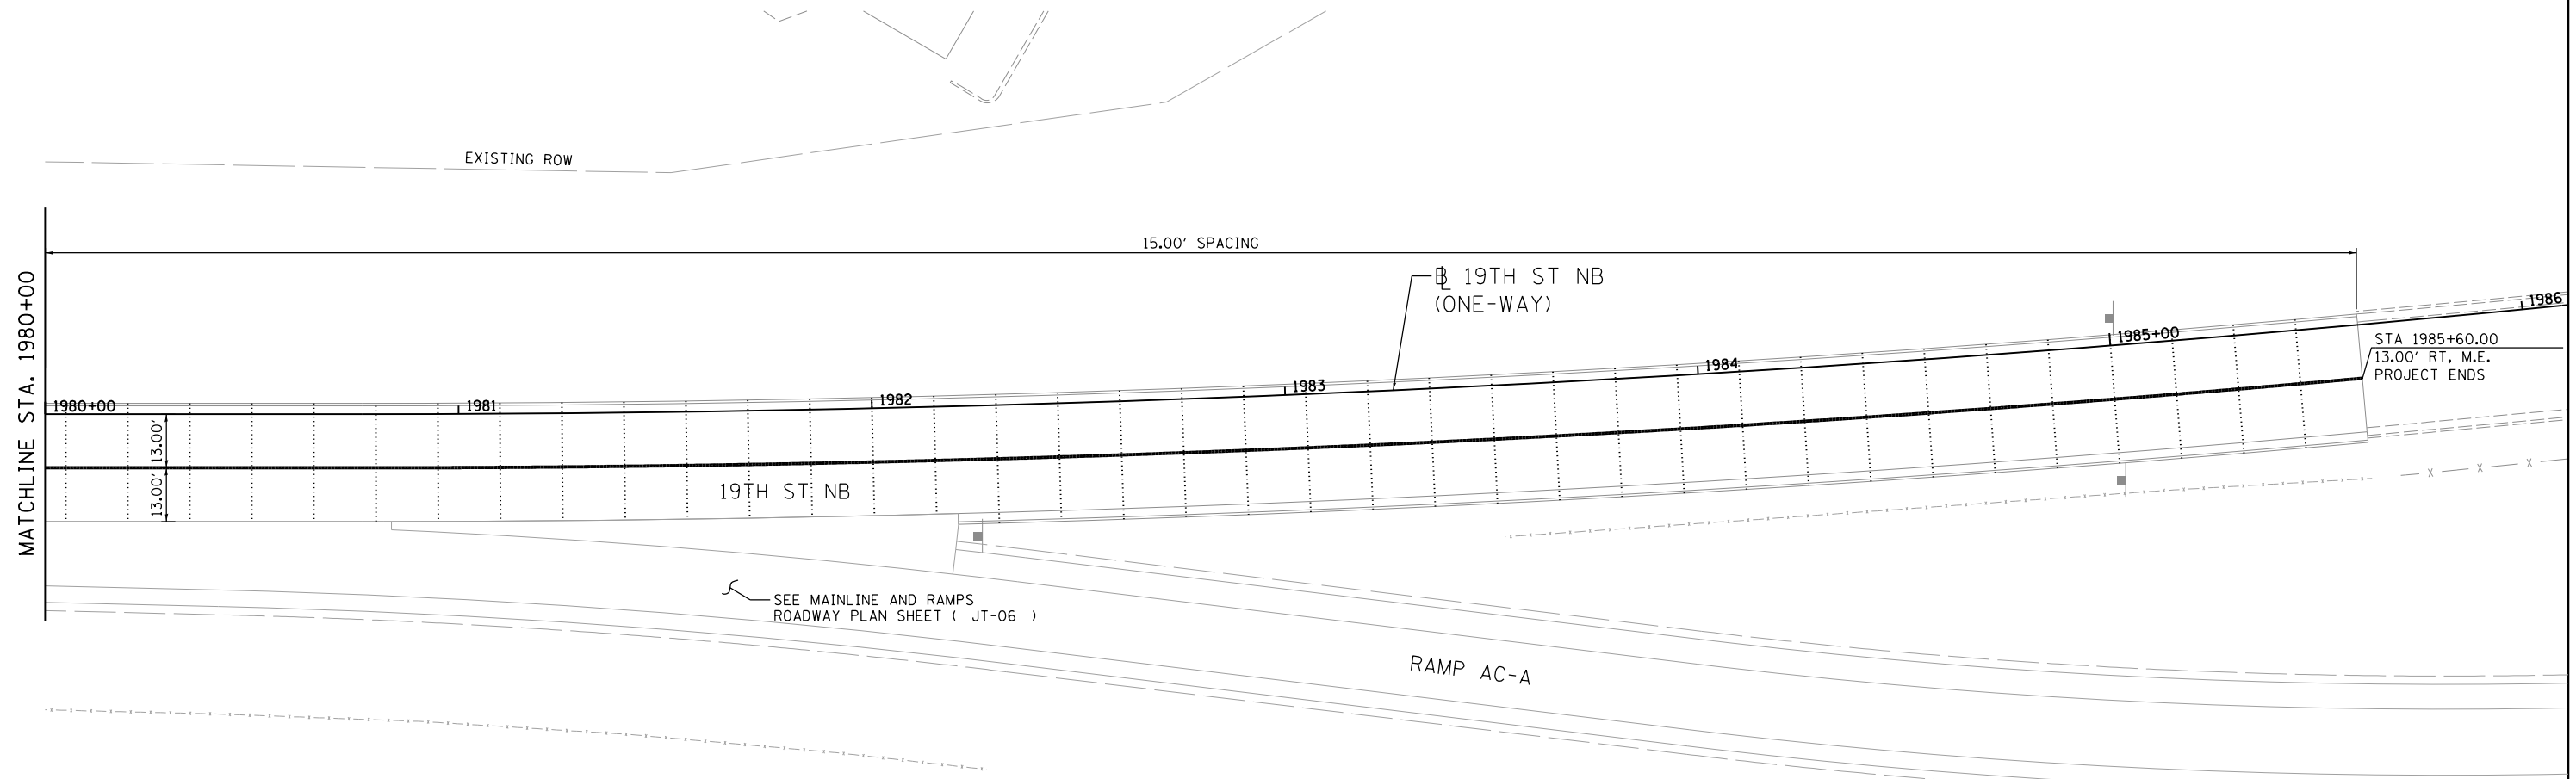 EXISTING ROW
15.00' SPACING
MATCHLINE STA. 1980+00
BL 19TH ST NB
(ONE-WAY)
1980+00
1981
1982
1983
1984
1985+00
1986
STA 1985+60.00
13.00' RT, M.E.
PROJECT ENDS
13.00'
13.00'
19TH ST NB
SEE MAINLINE AND RAMPS
ROADWAY PLAN SHEET ( JT-06 )
RAMP AC-A
X X X